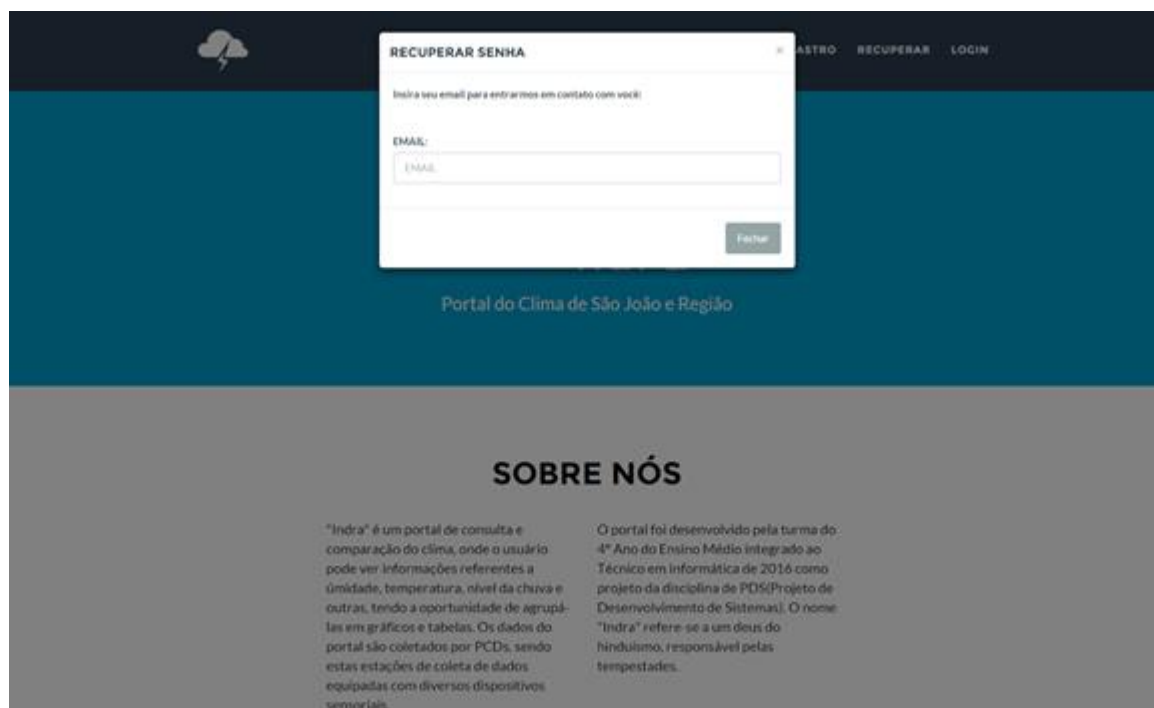 RECUPERAR SENHA
×
ASTRO RECUPERAR LOGIN
Insira seu email para entrarmos em contato com você:
EMAIL:
EMAIL
Fechar
Portal do Clima de São João e Região
SOBRE NÓS
"Indra" é um portal de consulta e
comparação do clima, onde o usuário
pode ver informações referentes a
úmidade, temperatura, nível da chuva e
outras, tendo a oportunidade de agrupá-
las em gráficos e tabelas. Os dados do
portal são coletados por PCDs, sendo
estas estações de coleta de dados
equipadas com diversos dispositivos
sensoriais
O portal foi desenvolvido pela turma do
4º Ano do Ensino Médio integrado ao
Técnico em informática de 2016 como
projeto da disciplina de PDS(Projeto de
Desenvolvimento de Sistemas). O nome
"Indra" refere-se a um deus do
hinduísmo, responsável pelas
tempestades.